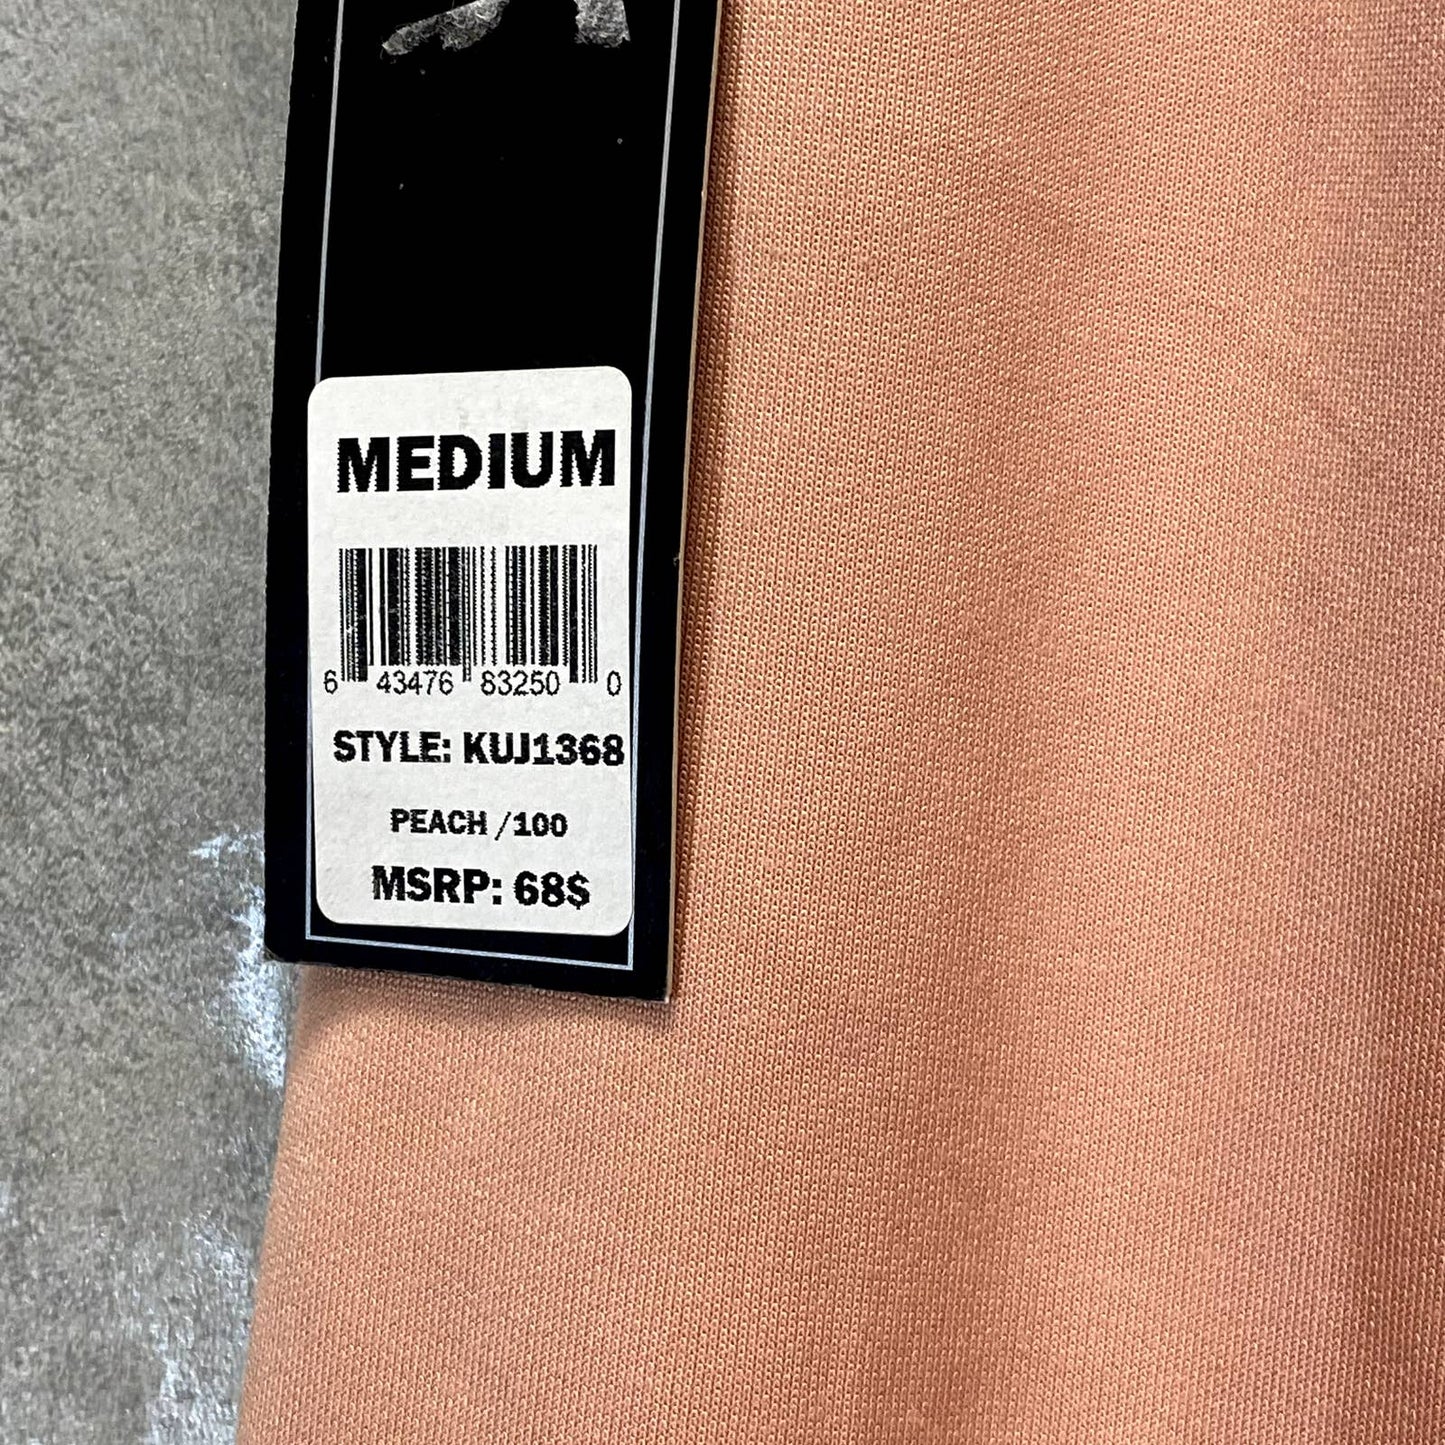 MEDIUM
6 43476 83250 0
STYLE: KUJ1368
PEACH /100
MSRP: 68$